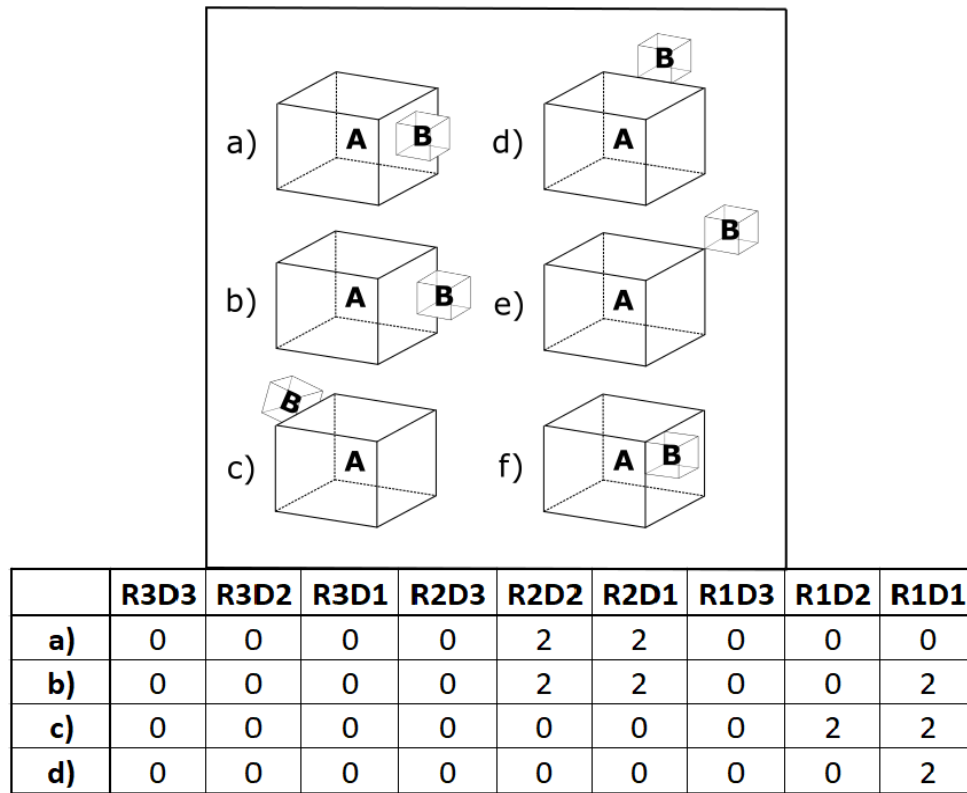 a) A B
d) A B
b) A B
e) A B
c) B A
f) A B
R3D3 R3D2 R3D1 R2D3 R2D2 R2D1 R1D3 R1D2 R1D1
a) 0 0 0 0 2 2 0 0 0
b) 0 0 0 0 2 2 0 0 2
c) 0 0 0 0 0 0 0 2 2
d) 0 0 0 0 0 0 0 0 2